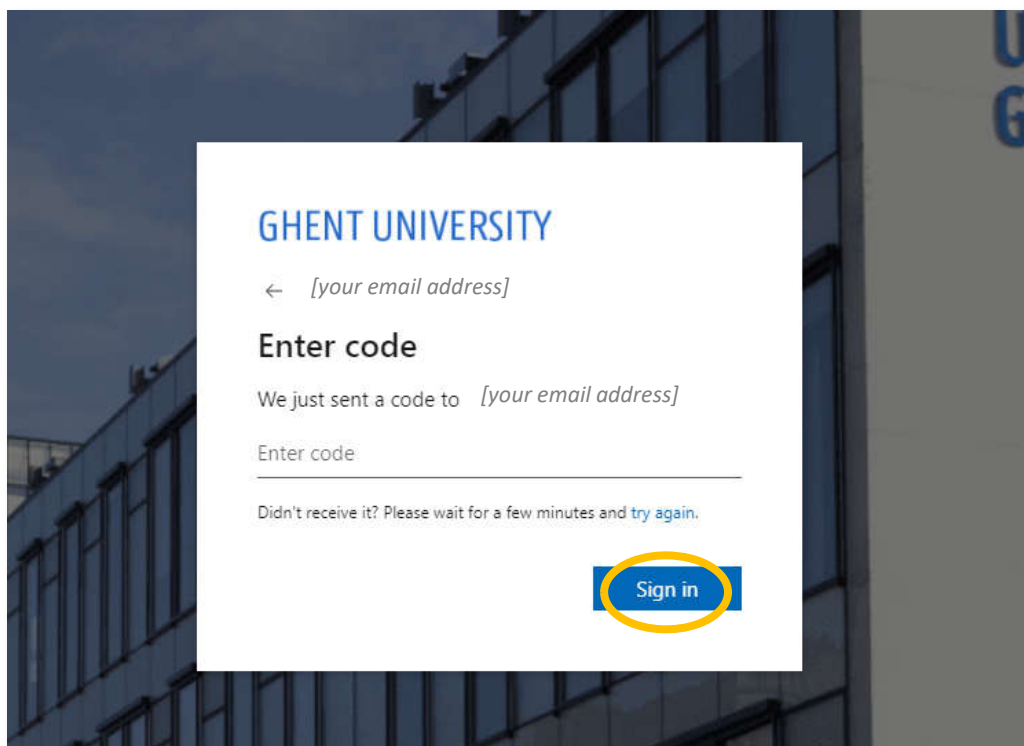 U
G
GHENT UNIVERSITY
← [your email address]
Enter code
We just sent a code to [your email address]
Enter code
Didn't receive it? Please wait for a few minutes and try again.
Sign in